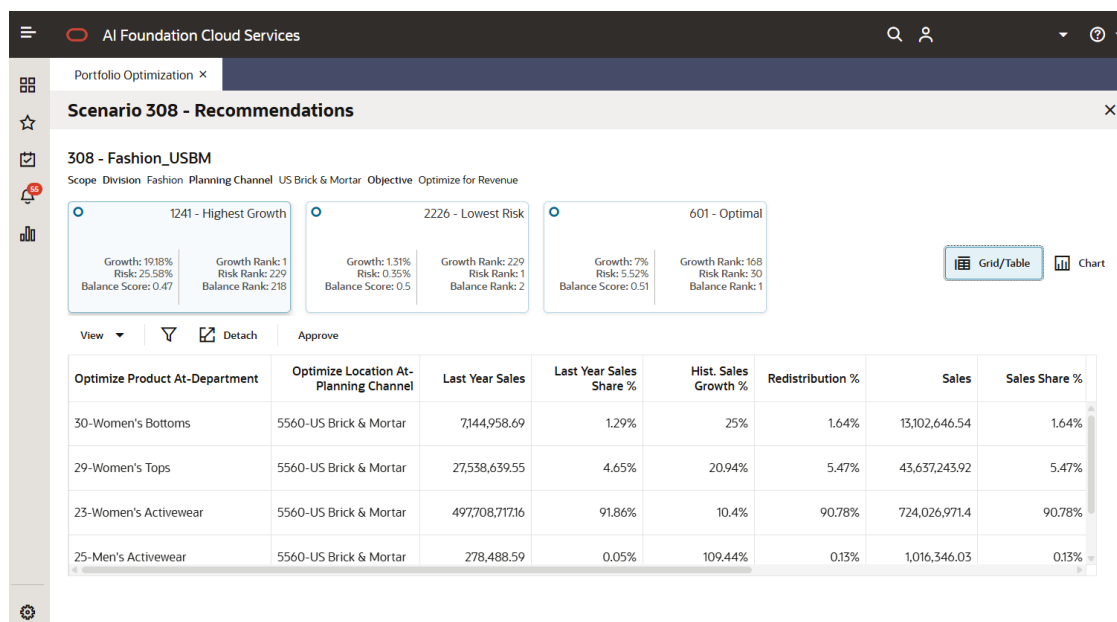 AI Foundation Cloud Services
Portfolio Optimization ×
Scenario 308 - Recommendations
55
308 - Fashion_USBM
Scope Division Fashion Planning Channel US Brick & Mortar Objective Optimize for Revenue
1241 - Highest Growth
Growth: 19.18% Growth Rank: 1
Risk: 25.58% Risk Rank: 229
Balance Score: 0.47 Balance Rank: 218
2226 - Lowest Risk
Growth: 1.31% Growth Rank: 229
Risk: 0.35% Risk Rank: 1
Balance Score: 0.5 Balance Rank: 2
601 - Optimal
Growth: 7% Growth Rank: 168
Risk: 5.52% Risk Rank: 30
Balance Score: 0.51 Balance Rank: 1
Grid/Table Chart
View Detach Approve
Optimize Product At-Department Optimize Location At-Planning Channel Last Year Sales Last Year Sales Share % Hist. Sales Growth % Redistribution % Sales Sales Share %
30-Women's Bottoms 5560-US Brick & Mortar 7,144,958.69 1.29% 25% 1.64% 13,102,646.54 1.64%
29-Women's Tops 5560-US Brick & Mortar 27,538,639.55 4.65% 20.94% 5.47% 43,637,243.92 5.47%
23-Women's Activewear 5560-US Brick & Mortar 497,708,717.16 91.86% 10.4% 90.78% 724,026,971.4 90.78%
25-Men's Activewear 5560-US Brick & Mortar 278,488.59 0.05% 109.44% 0.13% 1,016,346.03 0.13%